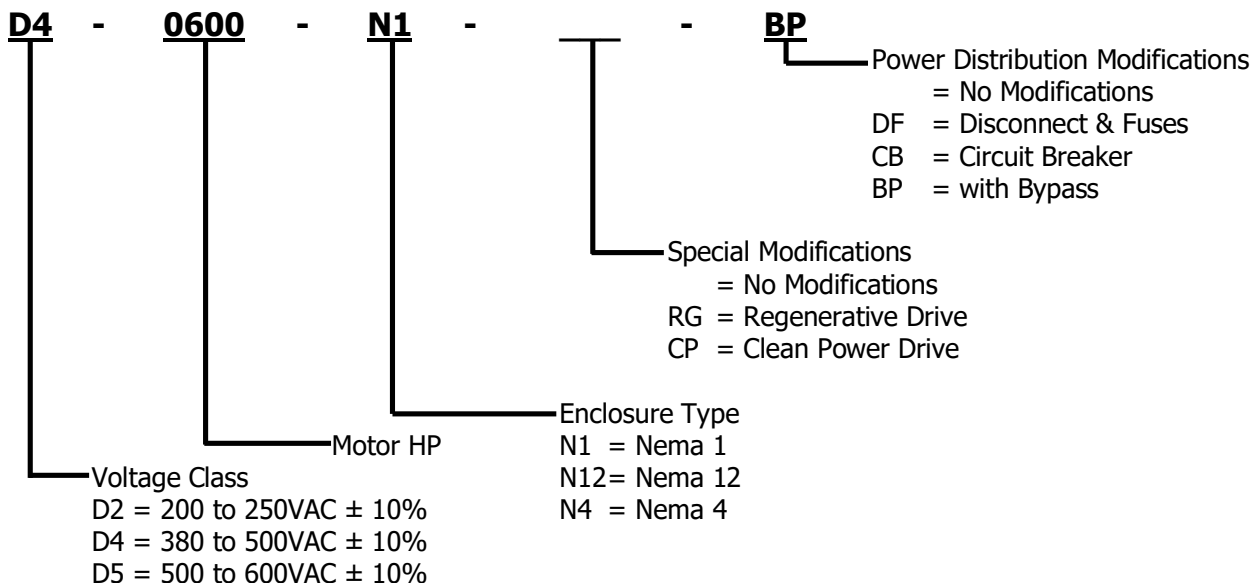 D4 - 0600 - N1 - ___ - BP
Power Distribution Modifications
= No Modifications
DF = Disconnect & Fuses
CB = Circuit Breaker
BP = with Bypass
Special Modifications
= No Modifications
RG = Regenerative Drive
CP = Clean Power Drive
Enclosure Type
N1 = Nema 1
N12= Nema 12
N4 = Nema 4
Motor HP
Voltage Class
D2 = 200 to 250VAC ± 10%
D4 = 380 to 500VAC ± 10%
D5 = 500 to 600VAC ± 10%